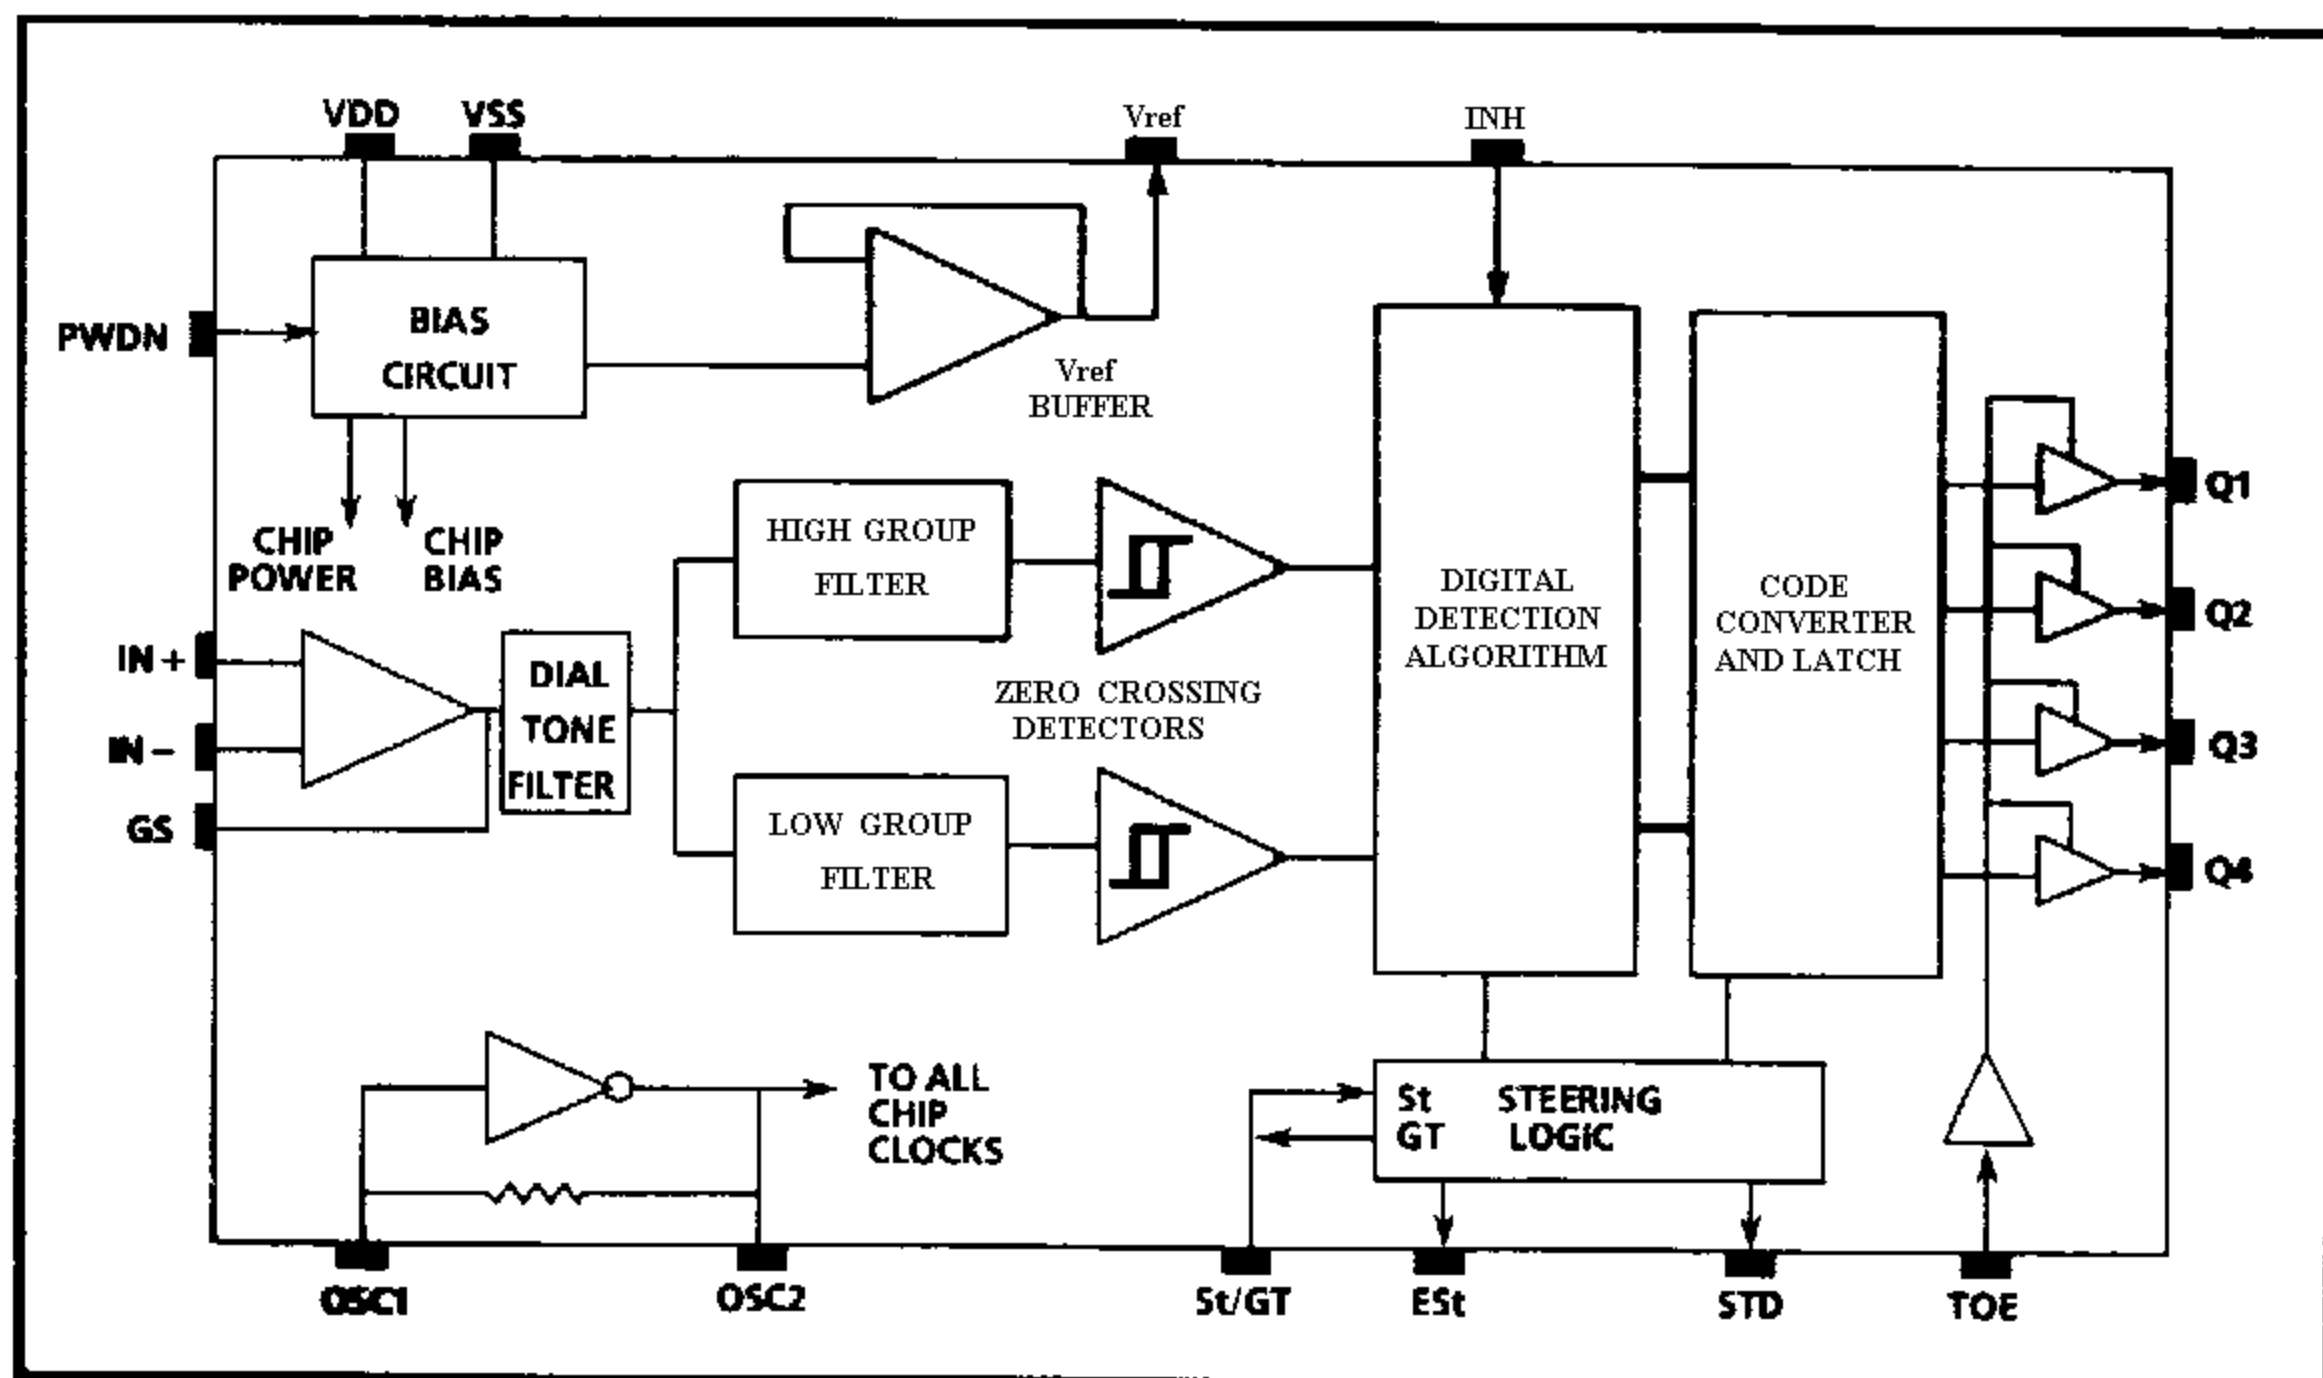 VDD
VSS
Vref
INH
PWDN
BIAS
CIRCUIT
Vref
BUFFER
CHIP
POWER
CHIP
BIAS
HIGH GROUP
FILTER
DIGITAL
DETECTION
ALGORITHM
CODE
CONVERTER
AND LATCH
Q1
Q2
Q3
Q4
IN +
IN -
GS
DIAL
TONE
FILTER
ZERO CROSSING
DETECTORS
LOW GROUP
FILTER
TO ALL
CHIP
CLOCKS
St
GT
STEERING
LOGiC
OSC1
OSC2
St/GT
ESt
STD
TOE